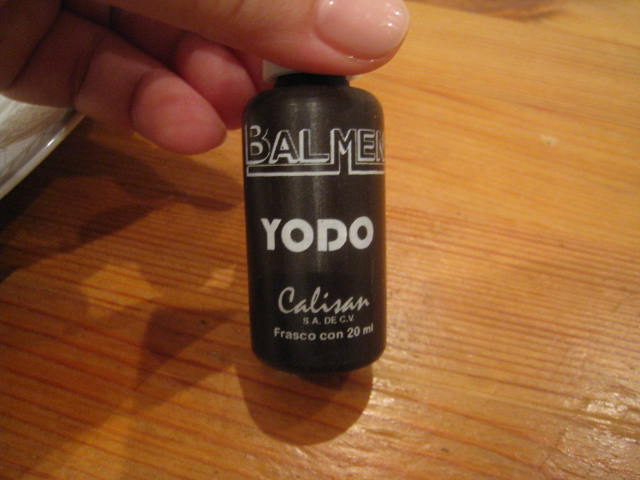 BALMEN
YODO
Calisan
S.A. DE C.V.
Frasco con 20 ml